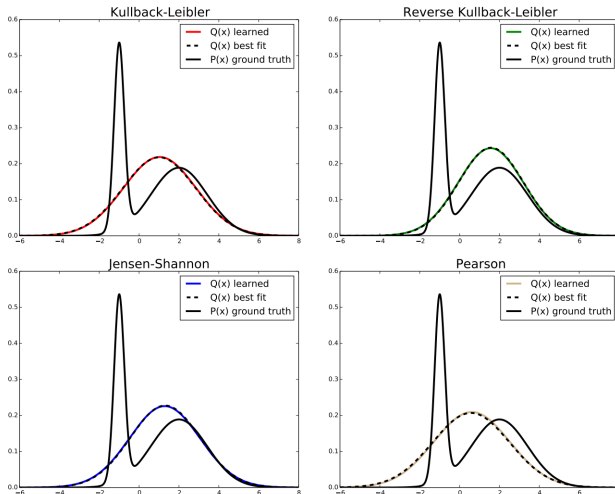 Kullback-Leibler
0.6
0.5
0.4
0.3
0.2
0.1
0.0
−6 −4 −2 0 2 4 6 8
Q(x) learned
Q(x) best fit
P(x) ground truth
Reverse Kullback-Leibler
0.6
0.5
0.4
0.3
0.2
0.1
0.0
−6 −4 −2 0 2 4 6
Q(x) learned
Q(x) best fit
P(x) ground truth
Jensen-Shannon
0.6
0.5
0.4
0.3
0.2
0.1
0.0
−6 −4 −2 0 2 4 6 8
Q(x) learned
Q(x) best fit
P(x) ground truth
Pearson
0.6
0.5
0.4
0.3
0.2
0.1
0.0
−6 −4 −2 0 2 4 6
Q(x) learned
Q(x) best fit
P(x) ground truth